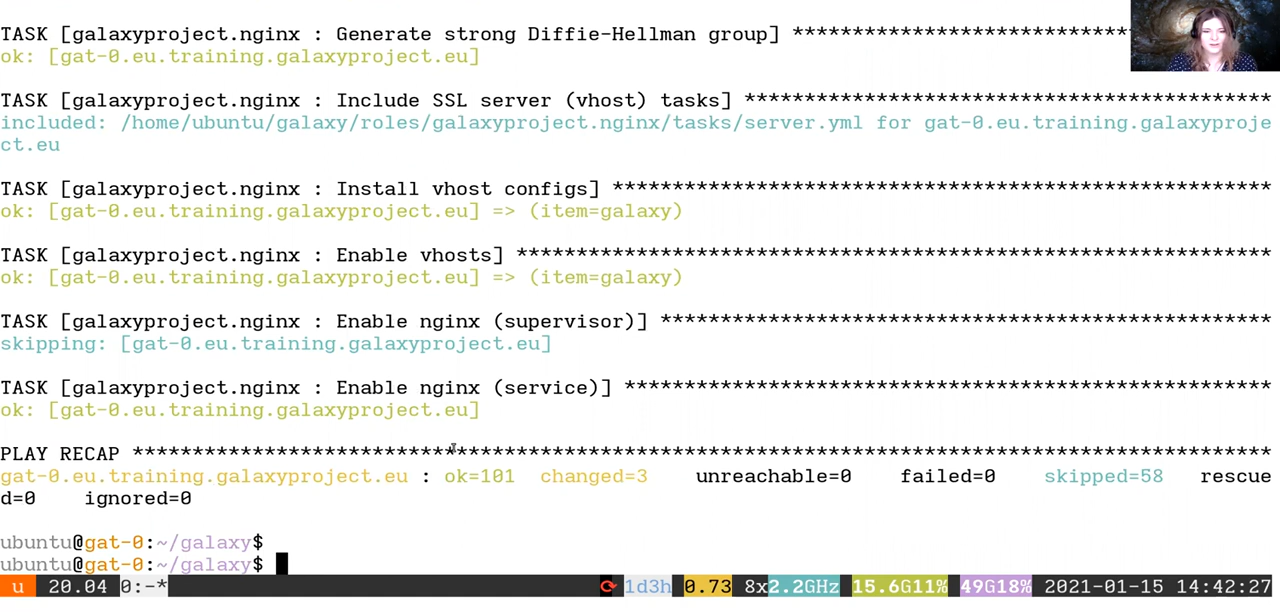 TASK [galaxyproject.nginx : Generate strong Diffie-Hellman group] *****************************
ok: [gat-0.eu.training.galaxyproject.eu]
TASK [galaxyproject.nginx : Include SSL server (vhost) tasks] ********************************************
included: /home/ubuntu/galaxy/roles/galaxyproject.nginx/tasks/server.yml for gat-0.eu.training.galaxyproje
ct.eu
TASK [galaxyproject.nginx : Install vhost configs] *******************************************************
ok: [gat-0.eu.training.galaxyproject.eu] => (item=galaxy)
TASK [galaxyproject.nginx : Enable vhosts] ***************************************************************
ok: [gat-0.eu.training.galaxyproject.eu] => (item=galaxy)
TASK [galaxyproject.nginx : Enable nginx (supervisor)] ***************************************************
skipping: [gat-0.eu.training.galaxyproject.eu]
TASK [galaxyproject.nginx : Enable nginx (service)] ******************************************************
ok: [gat-0.eu.training.galaxyproject.eu]
PLAY RECAP ***********************************************************************************************
gat-0.eu.training.galaxyproject.eu : ok=101  changed=3    unreachable=0    failed=0    skipped=58   rescue
d=0    ignored=0
ubuntu@gat-0:~/galaxy$
ubuntu@gat-0:~/galaxy$
u 20.04 0:-* 1d3h 0.73 8x2.2GHz 15.6G11% 49G18% 2021-01-15 14:42:27